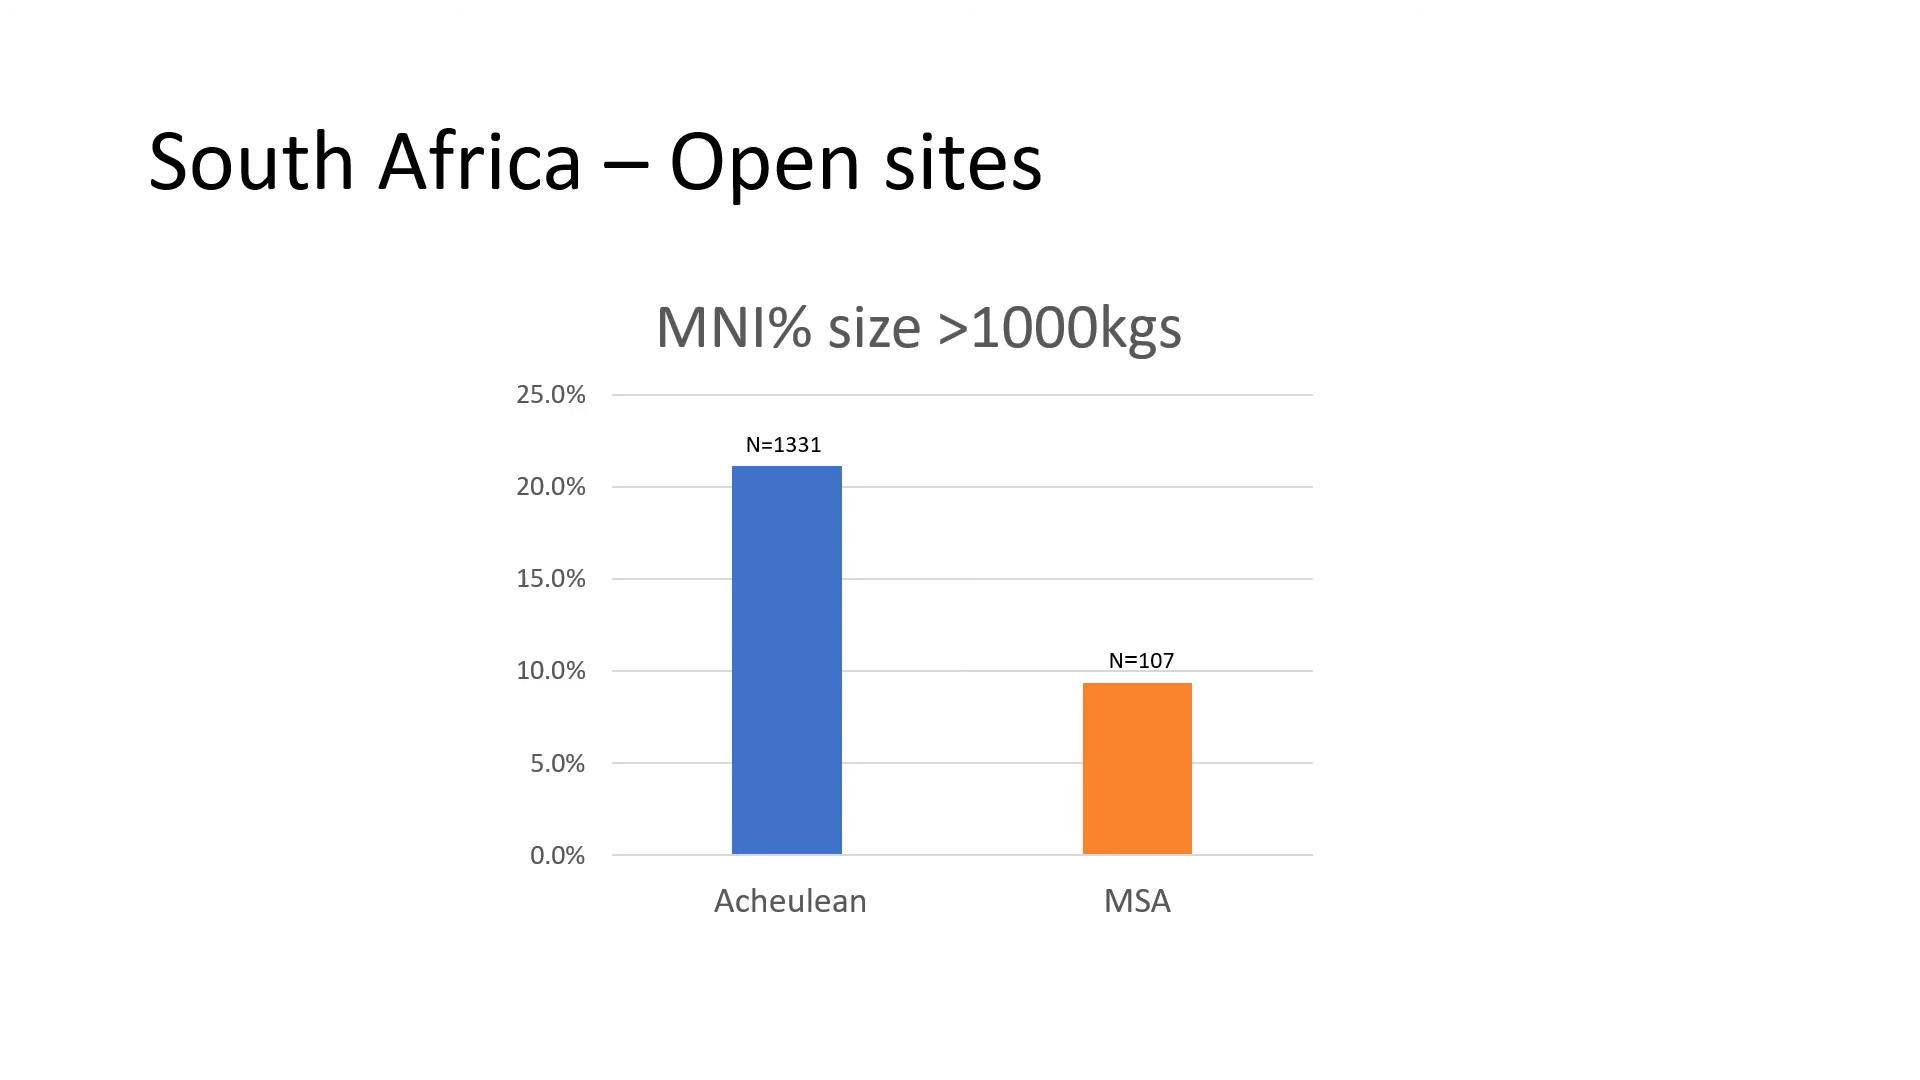 South Africa – Open sites
MNI% size >1000kgs
25.0%
N=1331
20.0%
15.0%
N=107
10.0%
5.0%
0.0%
Acheulean
MSA